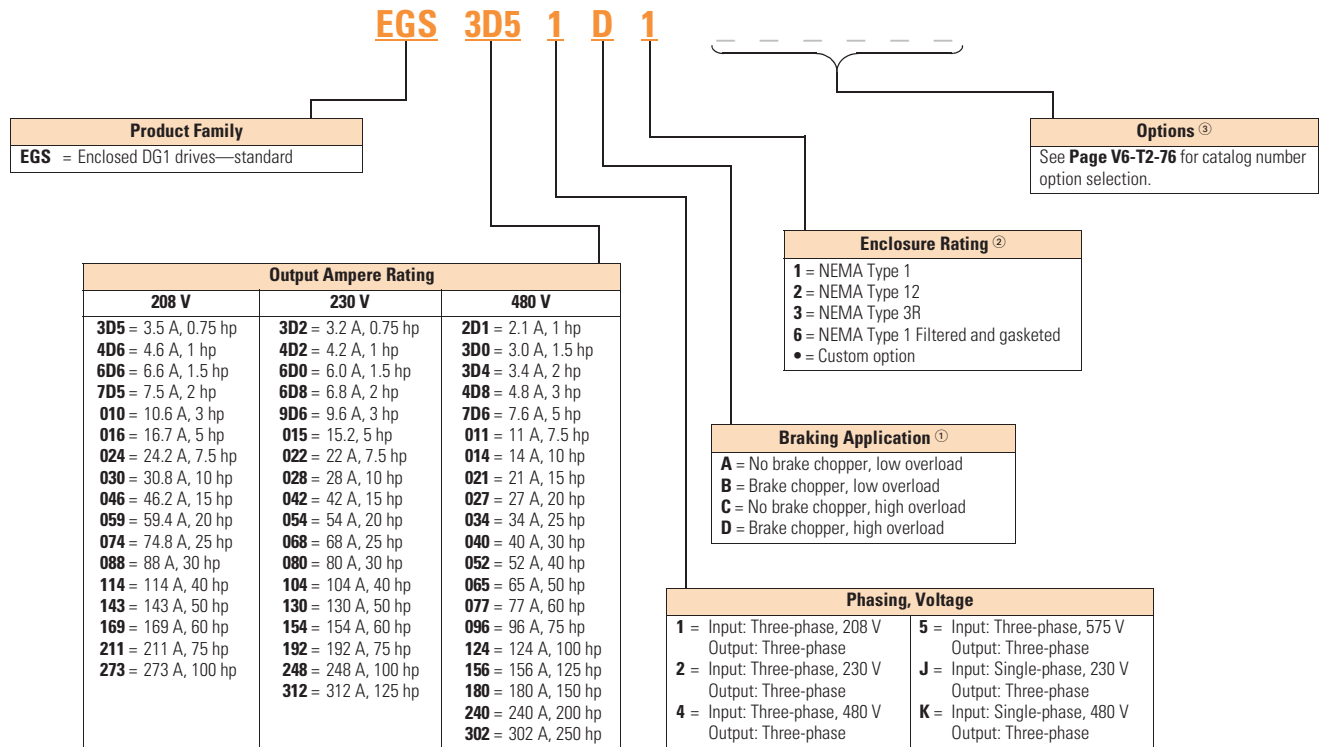 EGS 3D5 1 D 1 _ _ _ _ _ _
Product Family
EGS = Enclosed DG1 drives—standard
Options ③
See Page V6-T2-76 for catalog number
option selection.
Enclosure Rating ②
1 = NEMA Type 1
2 = NEMA Type 12
3 = NEMA Type 3R
6 = NEMA Type 1 Filtered and gasketed
• = Custom option
Output Ampere Rating
208 V
3D5 = 3.5 A, 0.75 hp
4D6 = 4.6 A, 1 hp
6D6 = 6.6 A, 1.5 hp
7D5 = 7.5 A, 2 hp
010 = 10.6 A, 3 hp
016 = 16.7 A, 5 hp
024 = 24.2 A, 7.5 hp
030 = 30.8 A, 10 hp
046 = 46.2 A, 15 hp
059 = 59.4 A, 20 hp
074 = 74.8 A, 25 hp
088 = 88 A, 30 hp
114 = 114 A, 40 hp
143 = 143 A, 50 hp
169 = 169 A, 60 hp
211 = 211 A, 75 hp
273 = 273 A, 100 hp
230 V
3D2 = 3.2 A, 0.75 hp
4D2 = 4.2 A, 1 hp
6D0 = 6.0 A, 1.5 hp
6D8 = 6.8 A, 2 hp
9D6 = 9.6 A, 3 hp
015 = 15.2, 5 hp
022 = 22 A, 7.5 hp
028 = 28 A, 10 hp
042 = 42 A, 15 hp
054 = 54 A, 20 hp
068 = 68 A, 25 hp
080 = 80 A, 30 hp
104 = 104 A, 40 hp
130 = 130 A, 50 hp
154 = 154 A, 60 hp
192 = 192 A, 75 hp
248 = 248 A, 100 hp
312 = 312 A, 125 hp
480 V
2D1 = 2.1 A, 1 hp
3D0 = 3.0 A, 1.5 hp
3D4 = 3.4 A, 2 hp
4D8 = 4.8 A, 3 hp
7D6 = 7.6 A, 5 hp
011 = 11 A, 7.5 hp
014 = 14 A, 10 hp
021 = 21 A, 15 hp
027 = 27 A, 20 hp
034 = 34 A, 25 hp
040 = 40 A, 30 hp
052 = 52 A, 40 hp
065 = 65 A, 50 hp
077 = 77 A, 60 hp
096 = 96 A, 75 hp
124 = 124 A, 100 hp
156 = 156 A, 125 hp
180 = 180 A, 150 hp
240 = 240 A, 200 hp
302 = 302 A, 250 hp
Braking Application ①
A = No brake chopper, low overload
B = Brake chopper, low overload
C = No brake chopper, high overload
D = Brake chopper, high overload
Phasing, Voltage
1 = Input: Three-phase, 208 V
Output: Three-phase
2 = Input: Three-phase, 230 V
Output: Three-phase
4 = Input: Three-phase, 480 V
Output: Three-phase
5 = Input: Three-phase, 575 V
Output: Three-phase
J = Input: Single-phase, 230 V
Output: Three-phase
K = Input: Single-phase, 480 V
Output: Three-phase